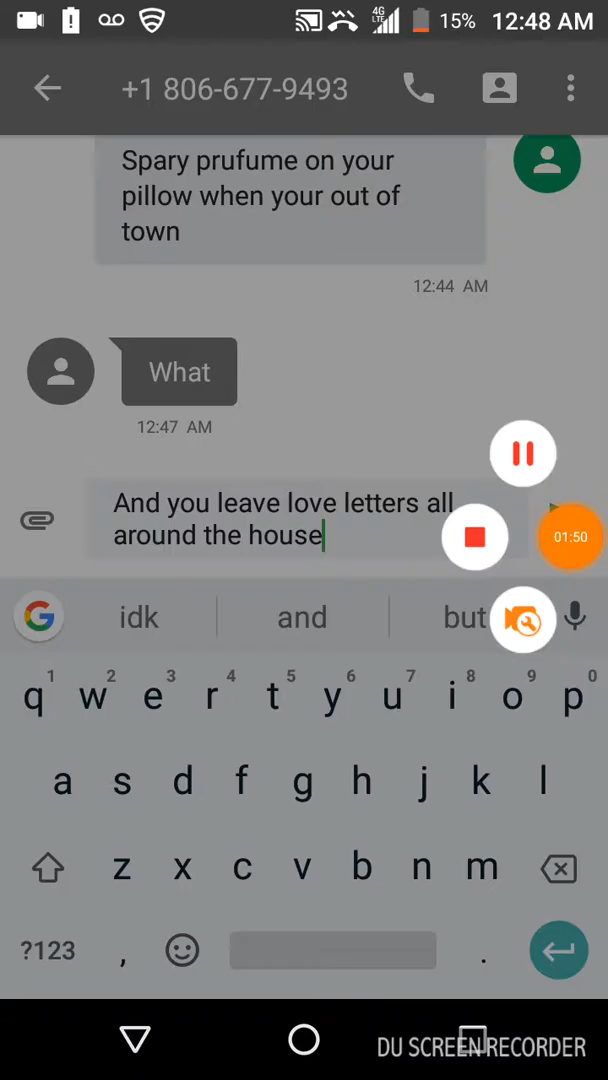 4G
LTE
15%
12:48 AM
+1 806-677-9493
Spary prufume on your
pillow when your out of
town
12:44 AM
What
12:47 AM
And you leave love letters all
around the house
01:50
G
idk
and
but
1 2 3 4 5 6 7 8 9 0
q w e r t y u i o p
a s d f g h j k l
z x c v b n m
?123 , .
DU SCREEN RECORDER